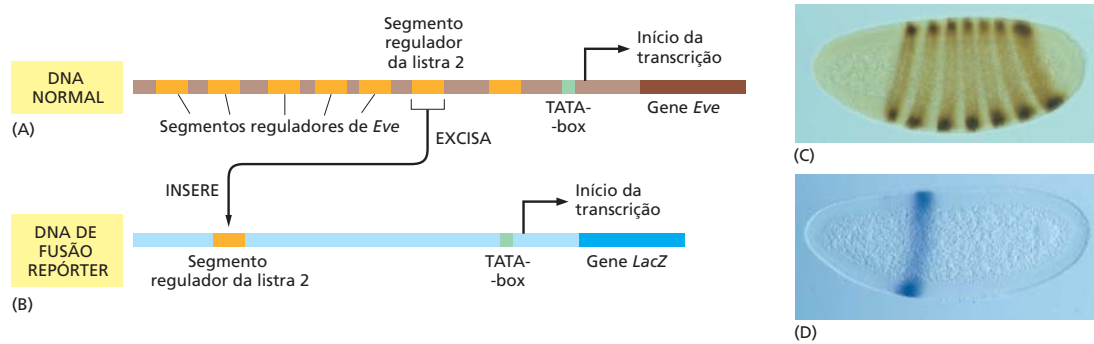 Segmento
regulador
da listra 2
Início da
transcrição
DNA
NORMAL
(A)
Segmentos reguladores de Eve
TATA-
-box
Gene Eve
EXCISA
INSERE
Início da
transcrição
DNA DE
FUSÃO
REPÓRTER
(B)
Segmento
regulador da listra 2
TATA-
-box
Gene LacZ
(C)
(D)